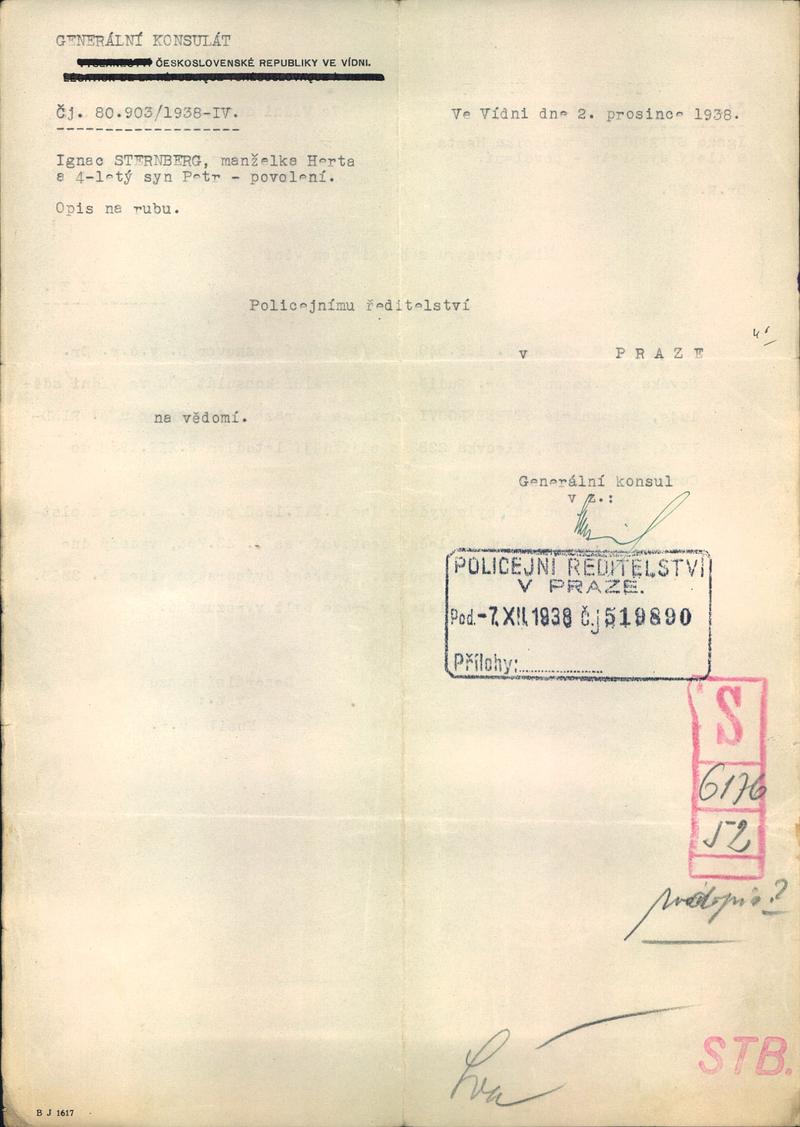 GENERÁLNÍ KONSULÁT
ČESKOSLOVENSKÉ REPUBLIKY VE VÍDNI.
Čj. 80.903/1938-IV.
Ve Vídni dne 2. prosince 1938.
Ignac STERNBERG, manželka Herta
a 4-letý syn Petr - povolení.
Opis na rubu.
Policejnímu ředitelství
v PRAZE
na vědomí.
Generální konsul
v z.:
POLICEJNÍ ŘEDITELSTVÍ
V PRAZE.
Pod. -7.XII.1938 Č.j 519890
Přílohy:
S
6176
52
STB.
B J 1617